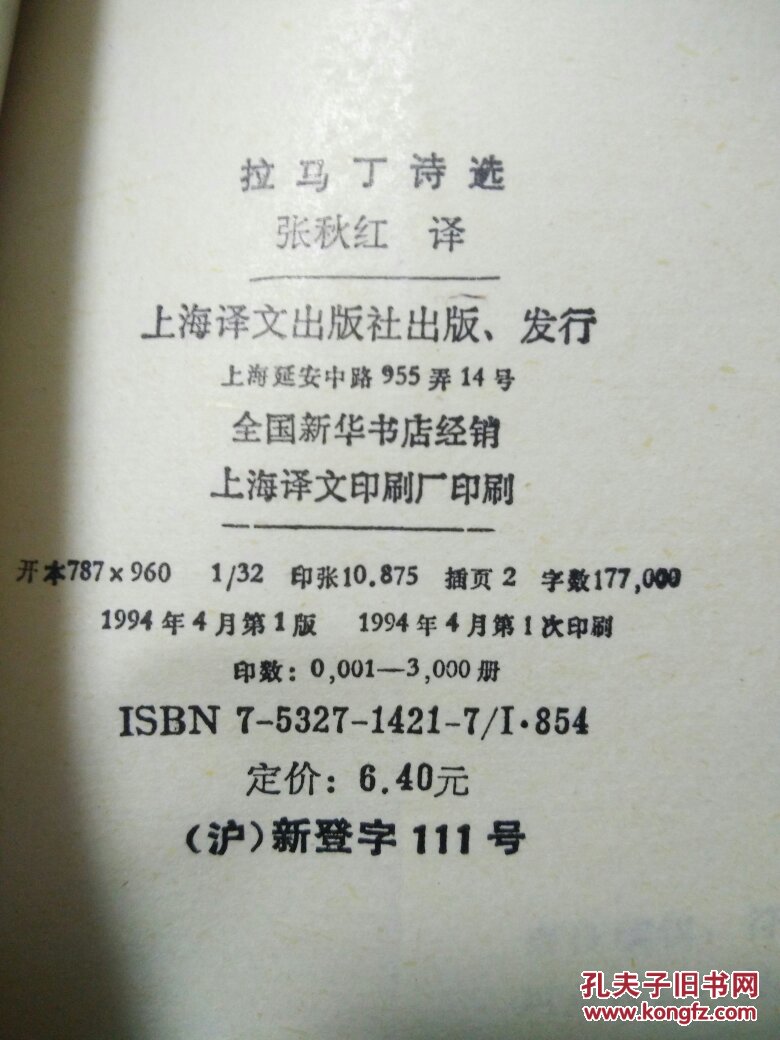 拉马丁诗选
张秋红 译
上海译文出版社出版、发行
上海延安中路955弄14号
全国新华书店经销
上海译文印刷厂印刷
开本787×960 1/32 印张10.875 插页2 字数177,000
1994年4月第1版 1994年4月第1次印刷
印数：0,001—3,000册
ISBN 7-5327-1421-7/I·854
定价：6.40元
（沪）新登字111号
孔夫子旧书网
www.kongfz.com